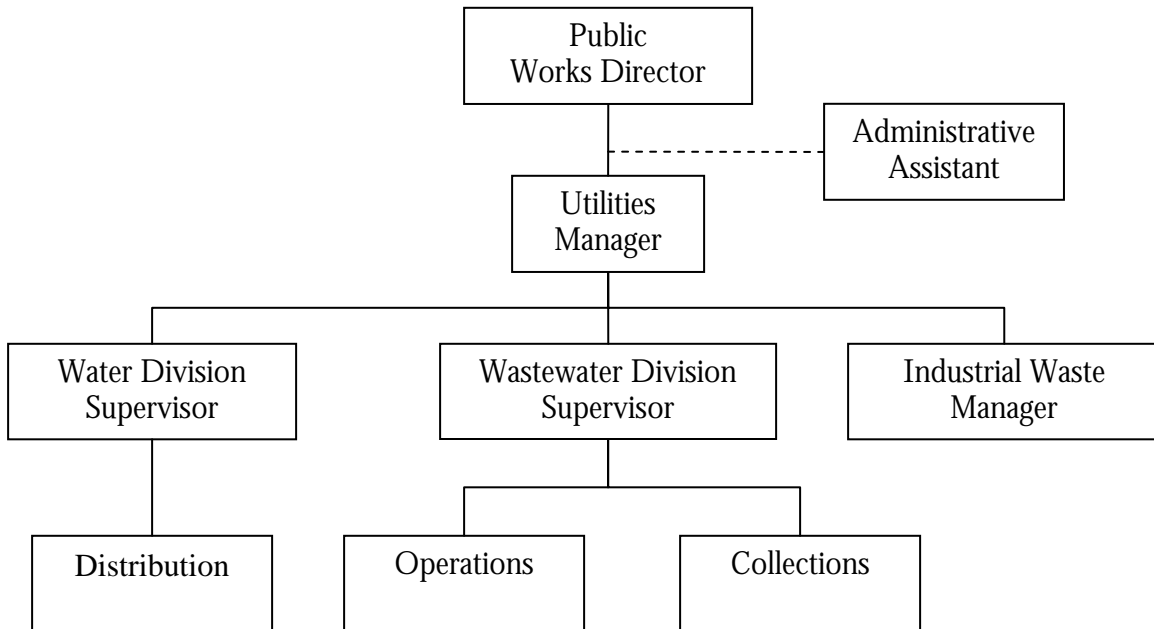 Public
Works Director
Administrative
Assistant
Utilities
Manager
Water Division
Supervisor
Wastewater Division
Supervisor
Industrial Waste
Manager
Distribution
Operations
Collections